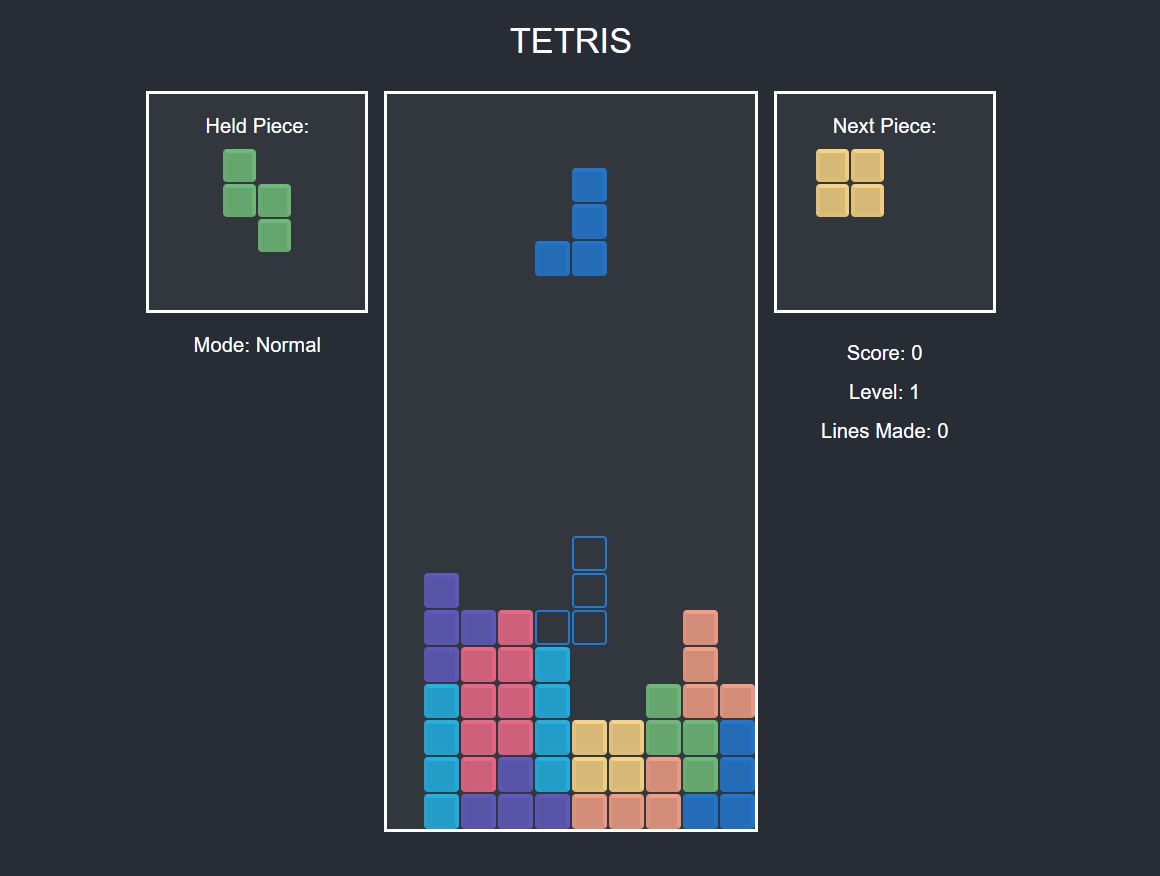 TETRIS
Held Piece:
Mode: Normal
Next Piece:
Score: 0
Level: 1
Lines Made: 0